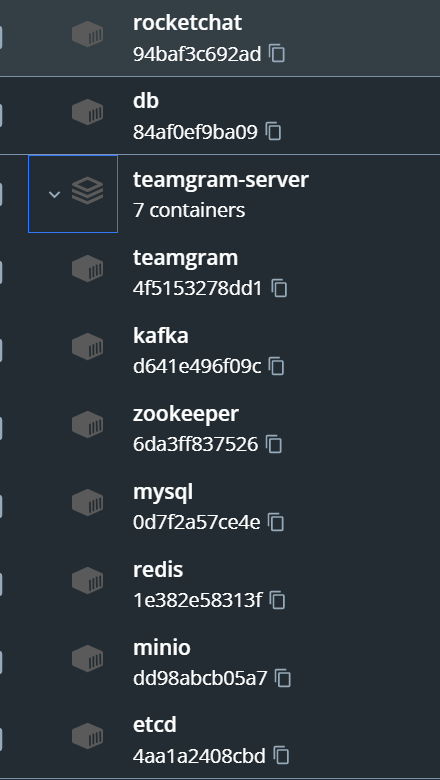 rocketchat
94baf3c692ad
db
84af0ef9ba09
teamgram-server
7 containers
teamgram
4f5153278dd1
kafka
d641e496f09c
zookeeper
6da3ff837526
mysql
0d7f2a57ce4e
redis
1e382e58313f
minio
dd98abcb05a7
etcd
4aa1a2408cbd